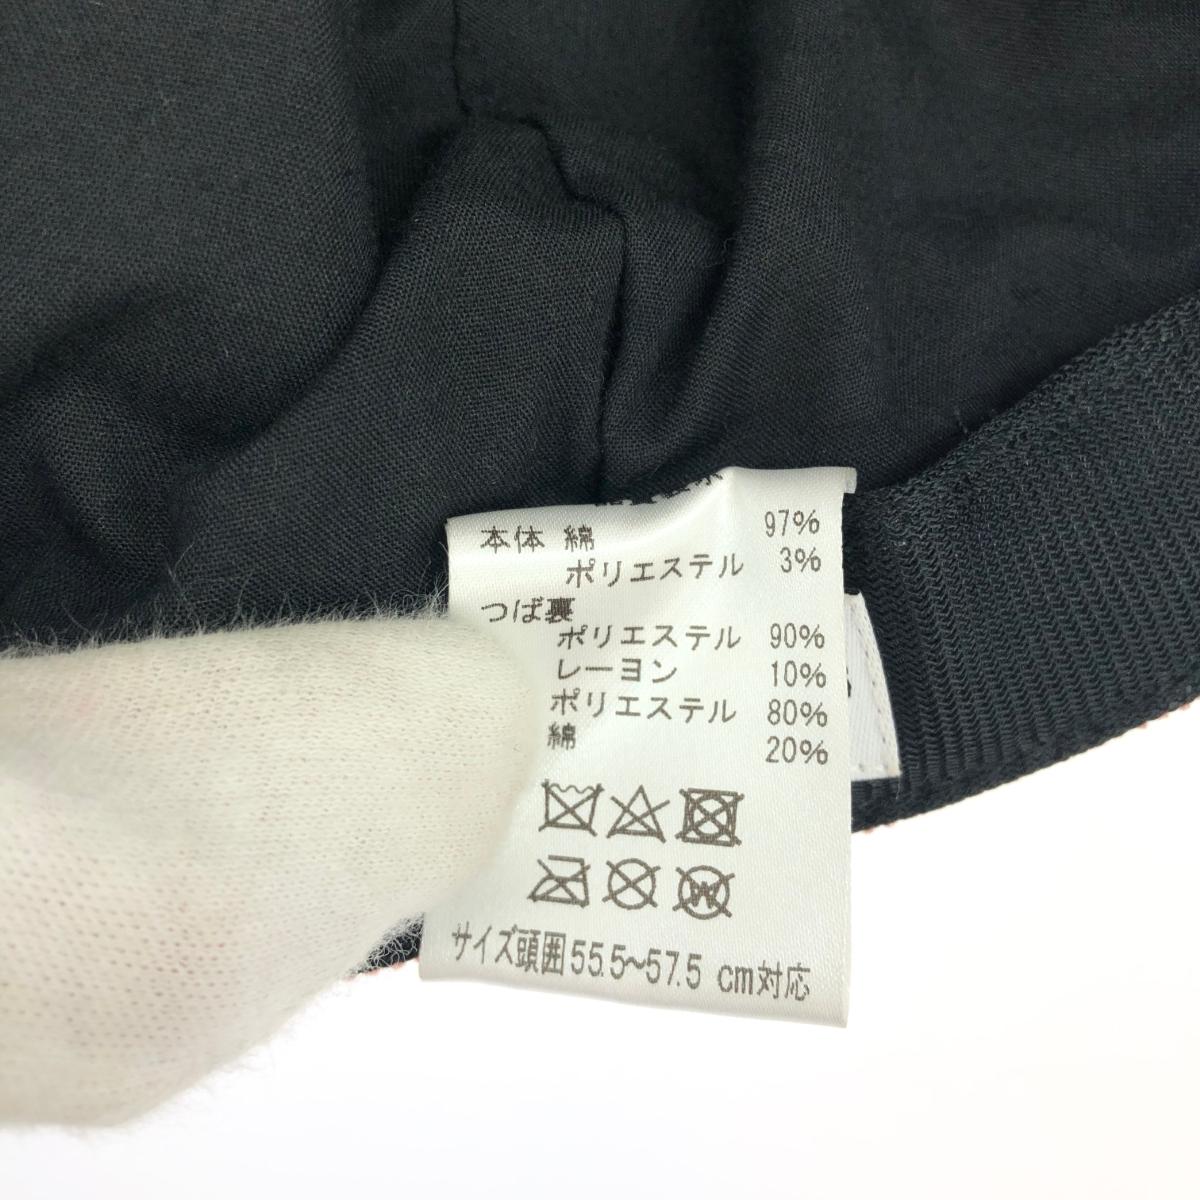 本体 綿 97%
ポリエステル 3%
つば裏
ポリエステル 90%
レーヨン 10%
ポリエステル 80%
綿 20%
サイズ頭囲55.5~57.5 cm対応